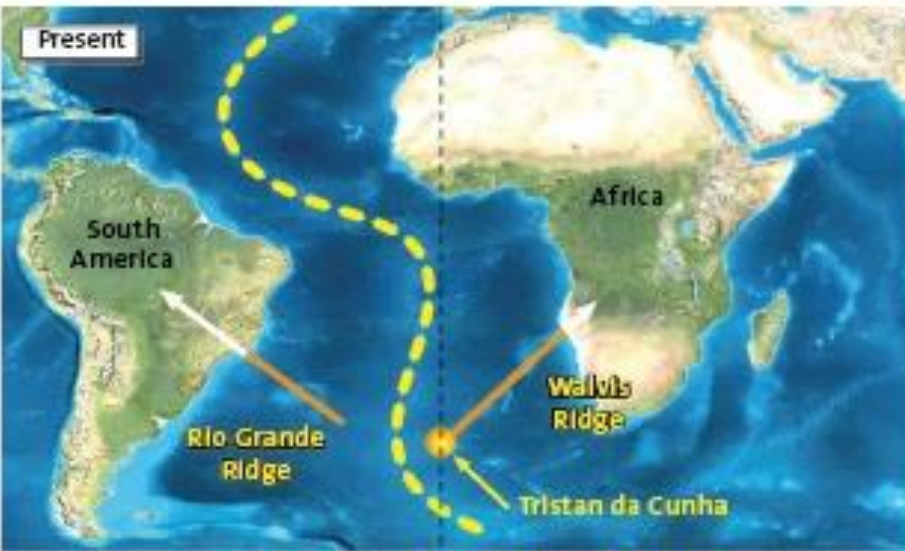 Present
South
America
Africa
Rio Grande
Ridge
Walvis
Ridge
Tristan da Cunha